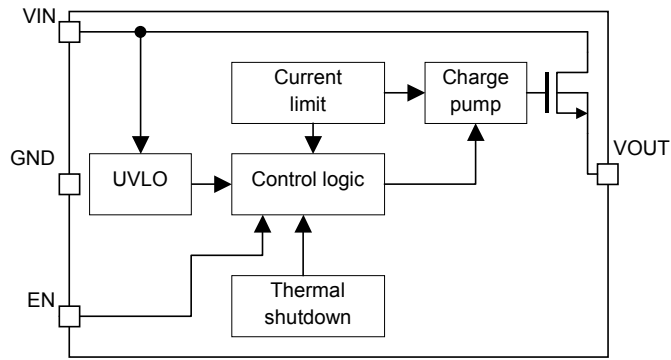 VIN
Current
limit
Charge
pump
GND
VOUT
UVLO
Control logic
EN
Thermal
shutdown